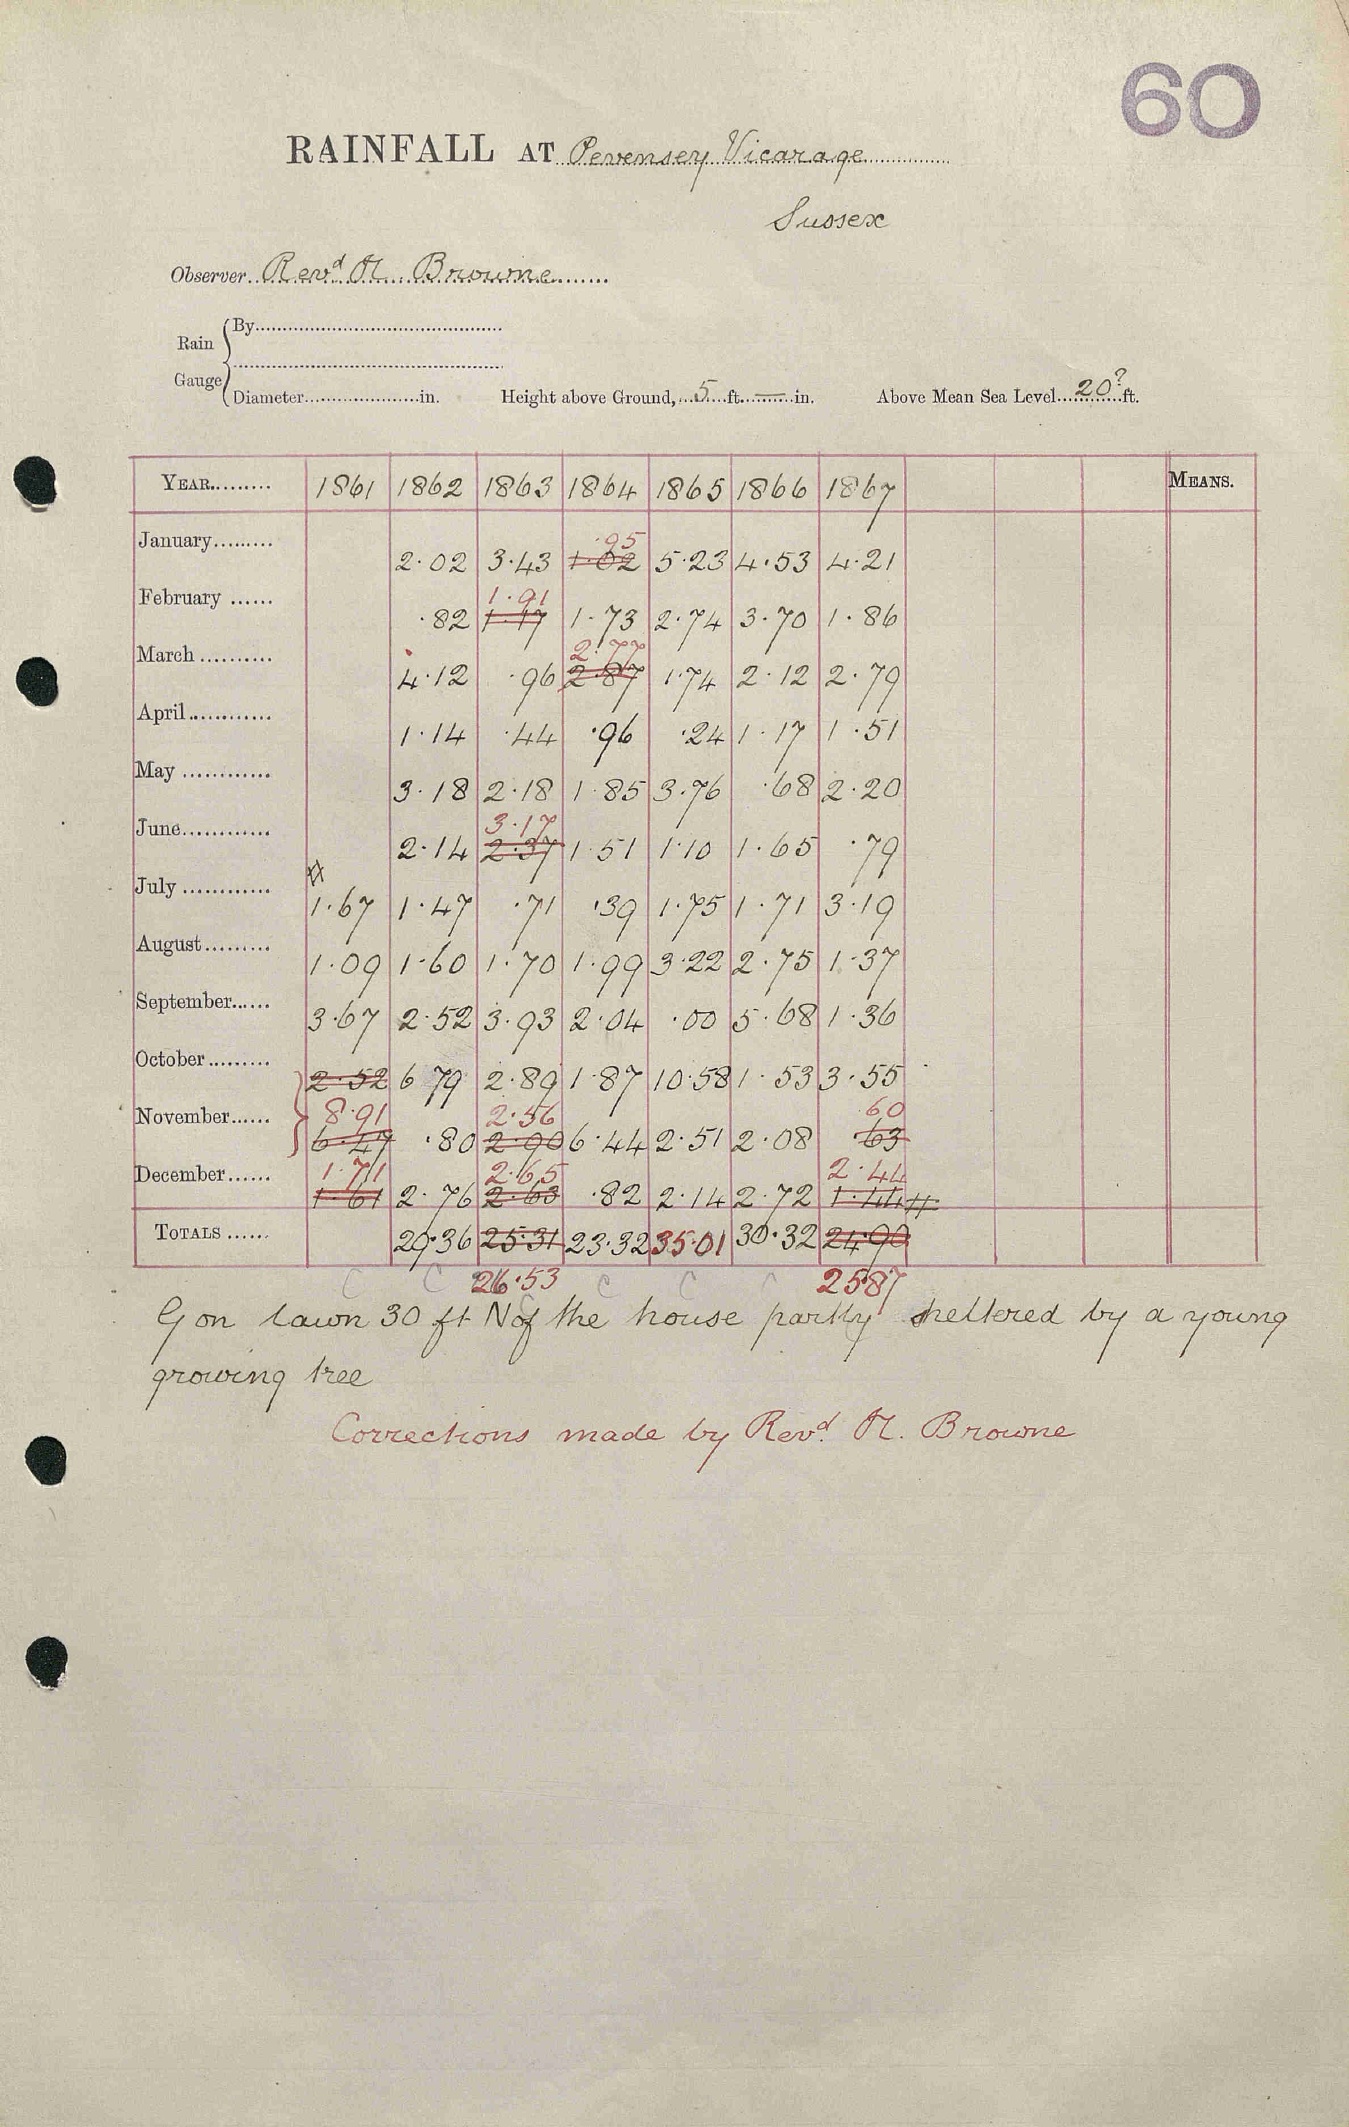 60
RAINFALL AT Pevensey Vicarage
Sussex
Observer Revd H. Browne
Rain Gauge
By
Diameter in. Height above Ground, 5 ft. — in. Above Mean Sea Level 20? ft.
YEAR 1861 1862 1863 1864 1865 1866 1867 MEANS.
.95
January 2.02 3.43 1.02 5.23 4.53 4.21
1.91
February .82 1.17 1.73 2.74 3.70 1.86
2.77
March 4.12 .96 2.87 1.74 2.12 2.79
April 1.14 .44 .96 .24 1.17 1.51
May 3.18 2.18 1.85 3.76 .68 2.20
3.17
June 2.14 2.37 1.51 1.10 1.65 .79
July 1.67 1.47 .71 .39 1.75 1.71 3.19
August 1.09 1.60 1.70 1.99 3.22 2.75 1.37
September 3.67 2.52 3.93 2.04 .00 5.68 1.36
October 2.52 6 79 2.89 1.87 10.58 1.53 3.55
8.91 2.56 60
November 6.47 .80 2.90 6.44 2.51 2.08 .63
1.71 2.65 2.44
December 1.61 2.76 2.63 .82 2.14 2.72 1.44
TOTALS 29.36 25.31 23.32 35.01 30.32 24.90
C C 26.53 C C C 25.87
G on lawn 30 ft N of the house partly sheltered by a young
growing tree
Corrections made by Revd. H. Browne